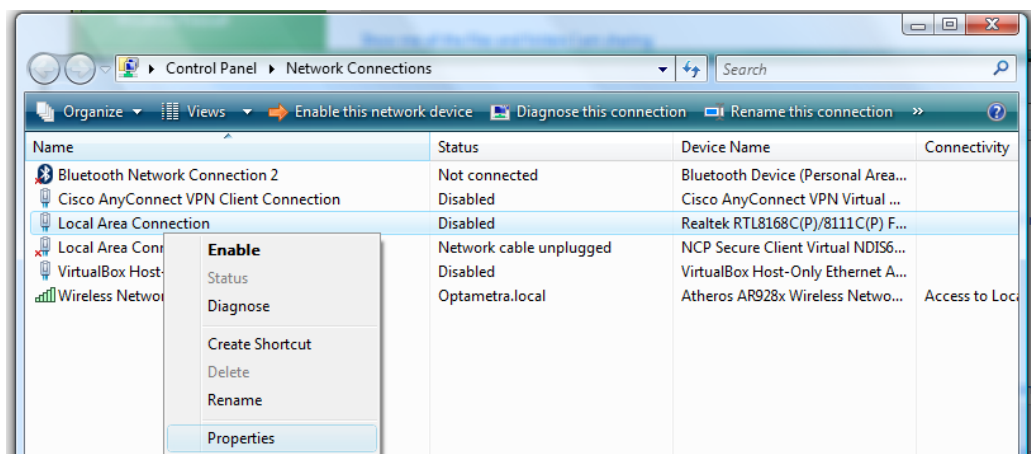 Control Panel ▸ Network Connections
Search
Organize Views Enable this network device Diagnose this connection Rename this connection »
Name Status Device Name Connectivity
Bluetooth Network Connection 2 Not connected Bluetooth Device (Personal Area...
Cisco AnyConnect VPN Client Connection Disabled Cisco AnyConnect VPN Virtual ...
Local Area Connection Disabled Realtek RTL8168C(P)/8111C(P) F...
Local Area Conn Network cable unplugged NCP Secure Client Virtual NDIS6...
VirtualBox Host- Disabled VirtualBox Host-Only Ethernet A...
Wireless Networ Optametra.local Atheros AR928x Wireless Netwo... Access to Loca
Enable
Status
Diagnose
Create Shortcut
Delete
Rename
Properties